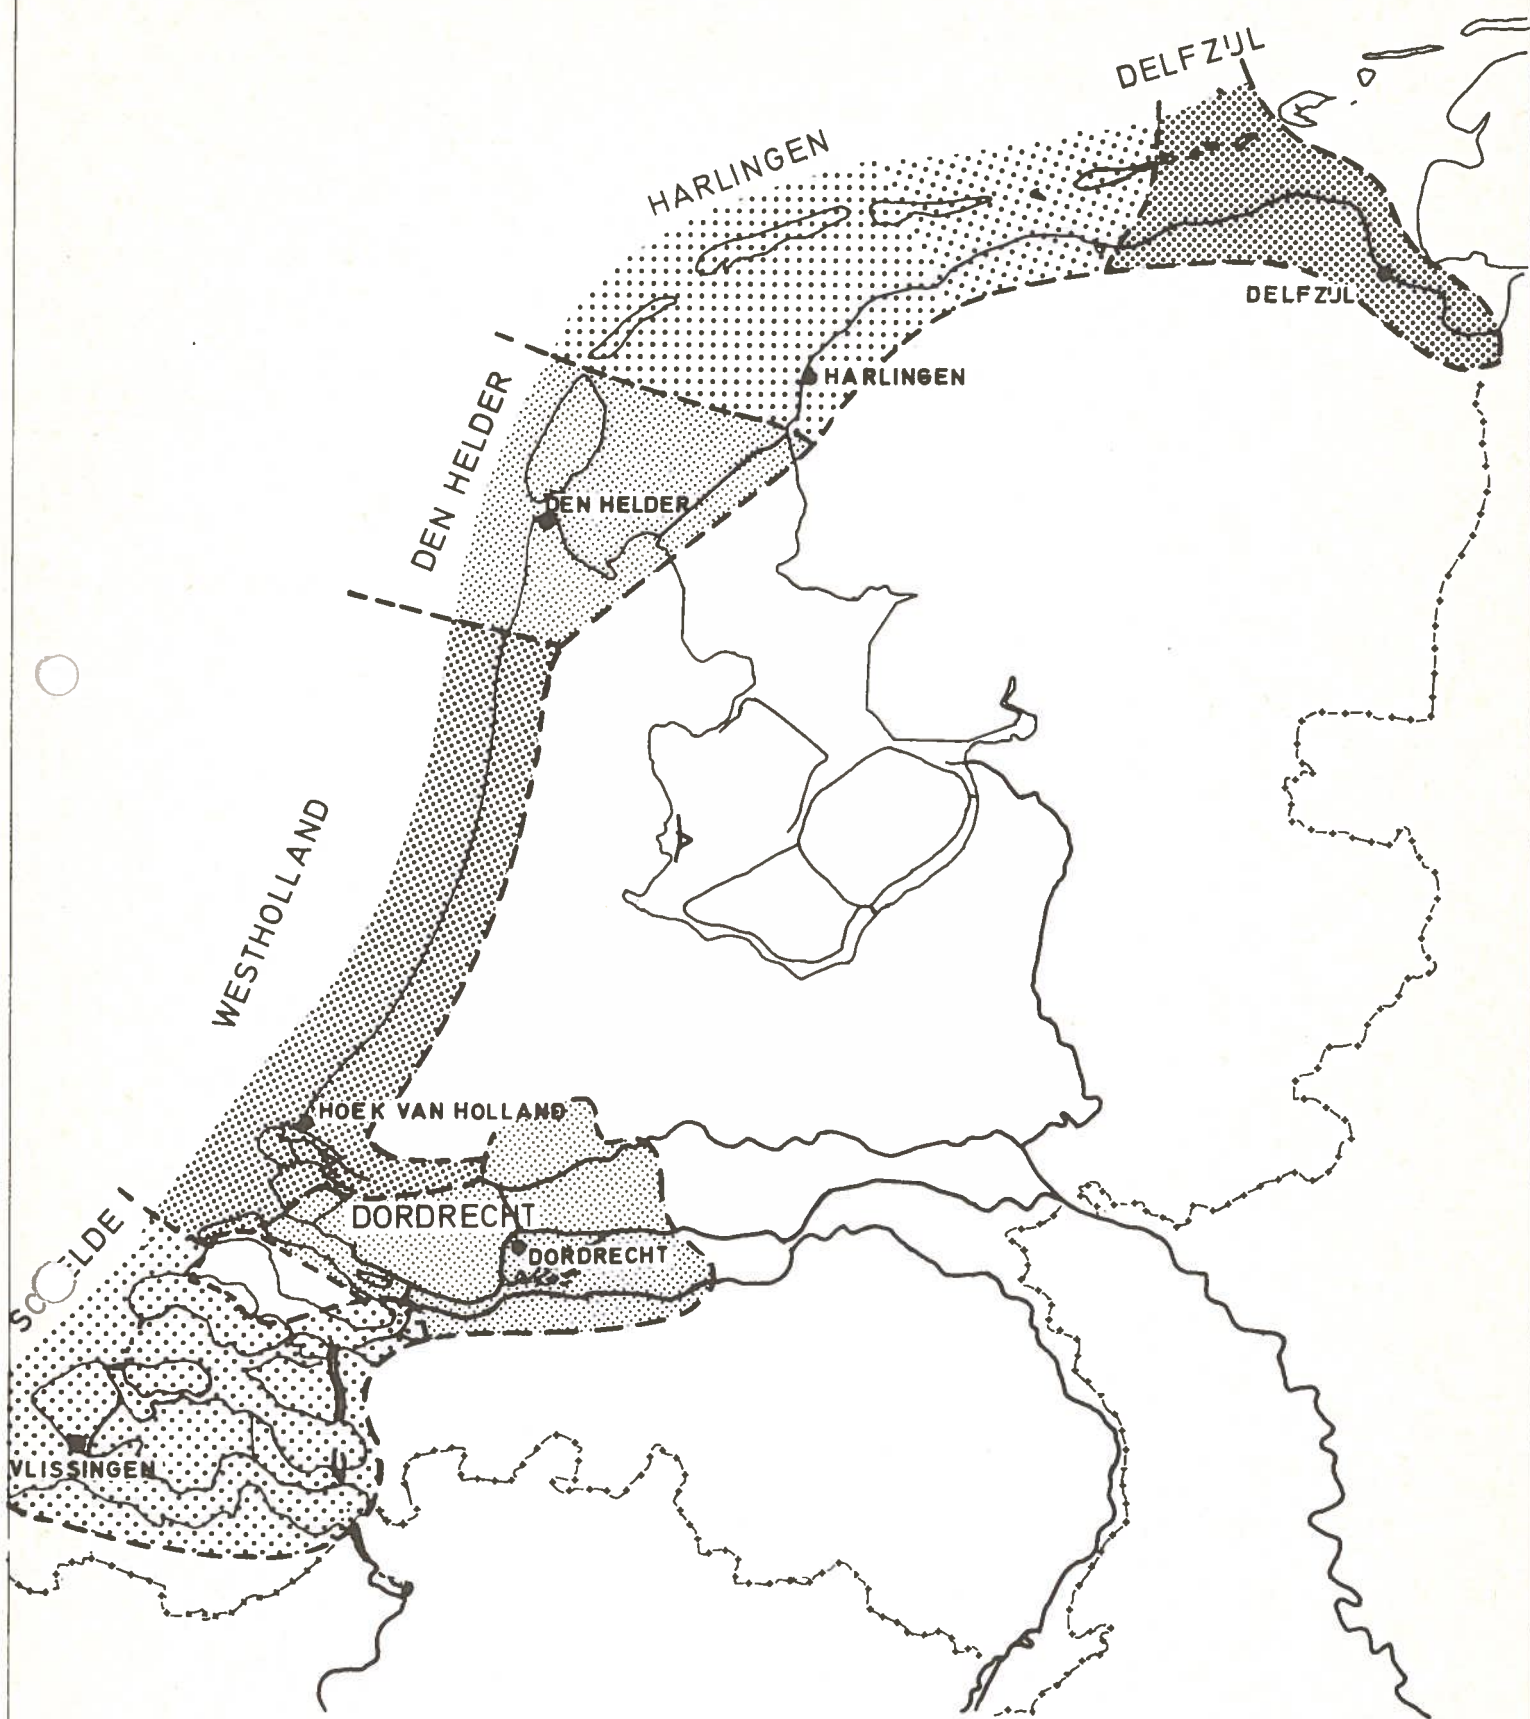 DELFZIJL
HARLINGEN
DELFZIJL
HARLINGEN
DEN HELDER
DEN HELDER
WESTHOLLAND
HOEK VAN HOLLAND
DORDRECHT
DORDRECHT
VLISSINGEN